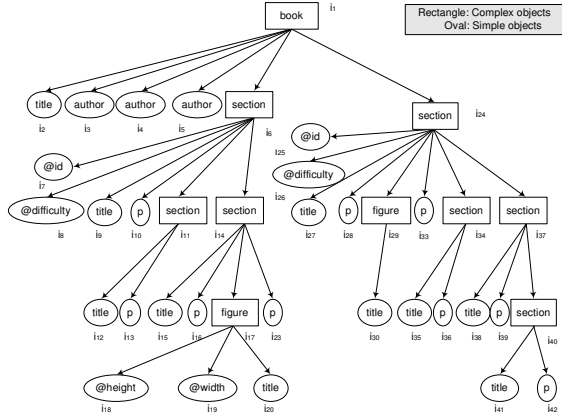 book
i1
Rectangle: Complex objects
Oval: Simple objects
title
author
author
author
section
section
i24
i2
i3
i4
i5
i6
@id
i25
@id
i7
@difficulty
i26
@difficulty
i8
title
i9
p
i10
section
i11
section
i14
title
i27
p
i28
figure
i29
p
i33
section
i34
section
i37
title
p
title
p
figure
p
title
title
p
title
p
section
i12
i13
i15
i16
i17
i23
i30
i35
i36
i38
i39
i40
@height
@width
title
title
p
i18
i19
i20
i41
i42